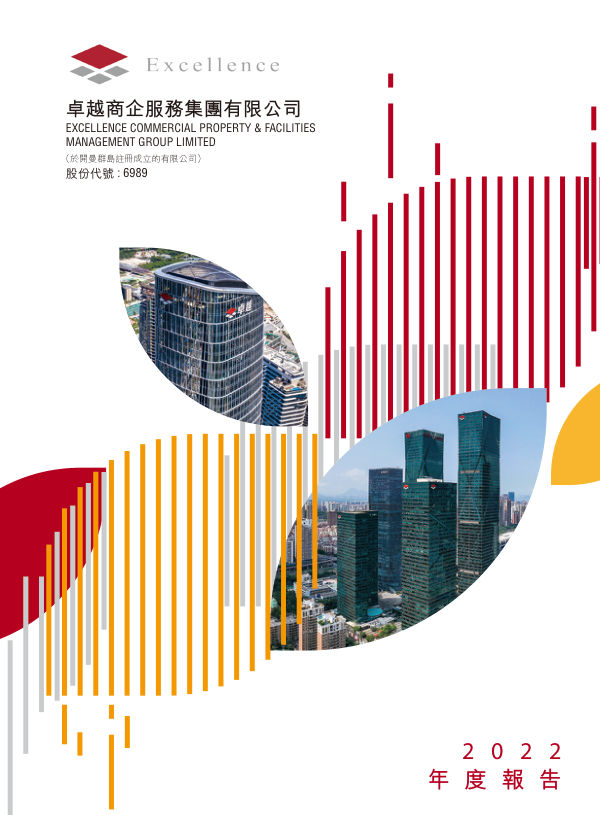 Excellence
卓越商企服務集團有限公司
EXCELLENCE COMMERCIAL PROPERTY & FACILITIES
MANAGEMENT GROUP LIMITED
（於開曼群島註冊成立的有限公司）
股份代號 : 6989
卓越
2022
年度報告